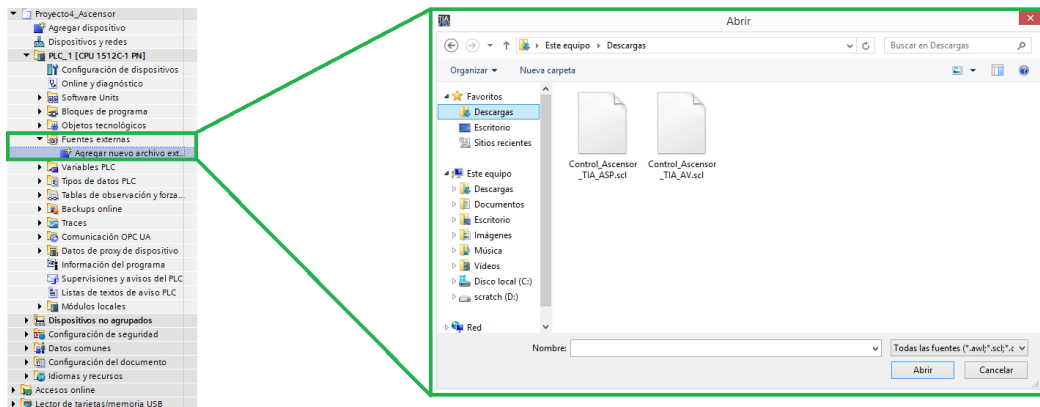 Proyecto4_Ascensor
Agregar dispositivo
Dispositivos y redes
PLC_1 [CPU 1512C-1 PN]
Configuración de dispositivos
Online y diagnóstico
Software Units
Bloques de programa
Objetos tecnológicos
Fuentes externas
Agregar nuevo archivo ext...
Variables PLC
Tipos de datos PLC
Tablas de observación y forza...
Backups online
Traces
Comunicación OPC UA
Datos de proxy de dispositivo
Información del programa
Supervisiones y avisos del PLC
Listas de textos de aviso PLC
Módulos locales
Dispositivos no agrupados
Configuración de seguridad
Datos comunes
Configuración del documento
Idiomas y recursos
Accesos online
Lector de tarjetas/memoria USB
TIA
Abrir
Este equipo
Descargas
Buscar en Descargas
Organizar
Nueva carpeta
Favoritos
Descargas
Escritorio
Sitios recientes
Este equipo
Descargas
Documentos
Escritorio
Imágenes
Música
Vídeos
Disco local (C:)
scratch (D:)
Red
Control_Ascensor
_TIA_ASP.scl
Control_Ascensor
_TIA_AV.scl
Nombre:
Todas las fuentes (*.awl;*.scl;*.c
Abrir
Cancelar